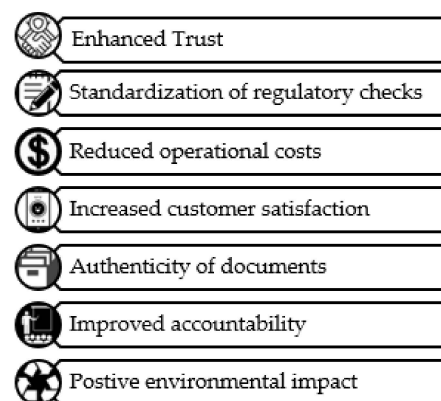 Enhanced Trust
Standardization of regulatory checks
$
Reduced operational costs
Increased customer satisfaction
Authenticity of documents
Improved accountability
Postive environmental impact